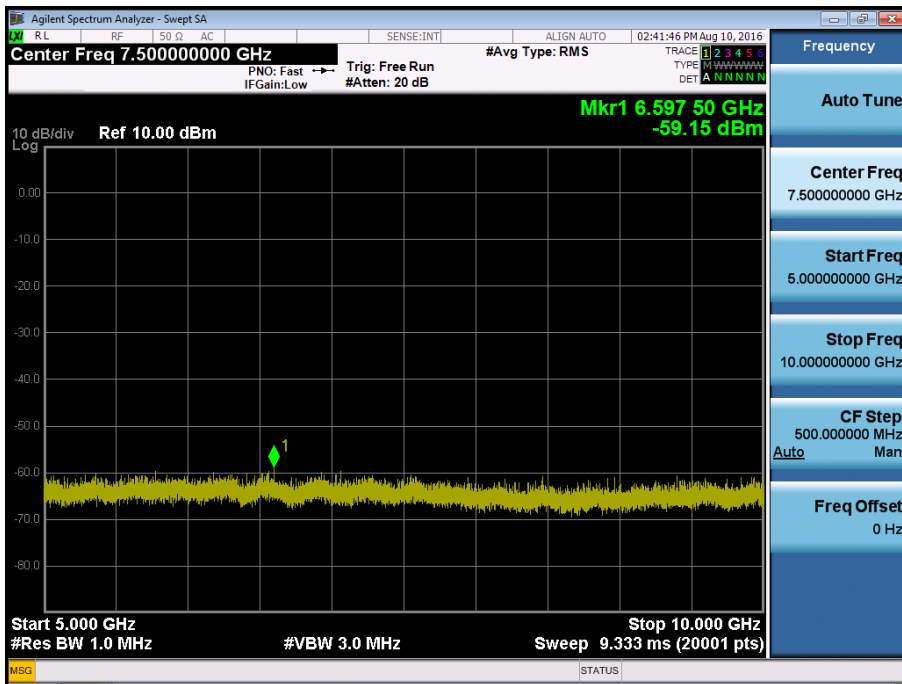 Agilent Spectrum Analyzer - Swept SA
LXI RL RF 50 Ω AC SENSE:INT ALIGN AUTO 02:41:46 PM Aug 10, 2016
Center Freq 7.500000000 GHz
#Avg Type: RMS
TRACE 1 2 3 4 5 6
TYPE M WWWWW
DET A N N N N N
PNO: Fast
IFGain:Low
Trig: Free Run
#Atten: 20 dB
Mkr1 6.597 50 GHz
-59.15 dBm
10 dB/div Ref 10.00 dBm
Log
0.00
-10.0
-20.0
-30.0
-40.0
-50.0
-60.0
-70.0
-80.0
1
Start 5.000 GHz Stop 10.000 GHz
#Res BW 1.0 MHz #VBW 3.0 MHz Sweep 9.333 ms (20001 pts)
MSG STATUS
Frequency
Auto Tune
Center Freq
7.500000000 GHz
Start Freq
5.000000000 GHz
Stop Freq
10.000000000 GHz
CF Step
500.000000 MHz
Auto Man
Freq Offset
0 Hz